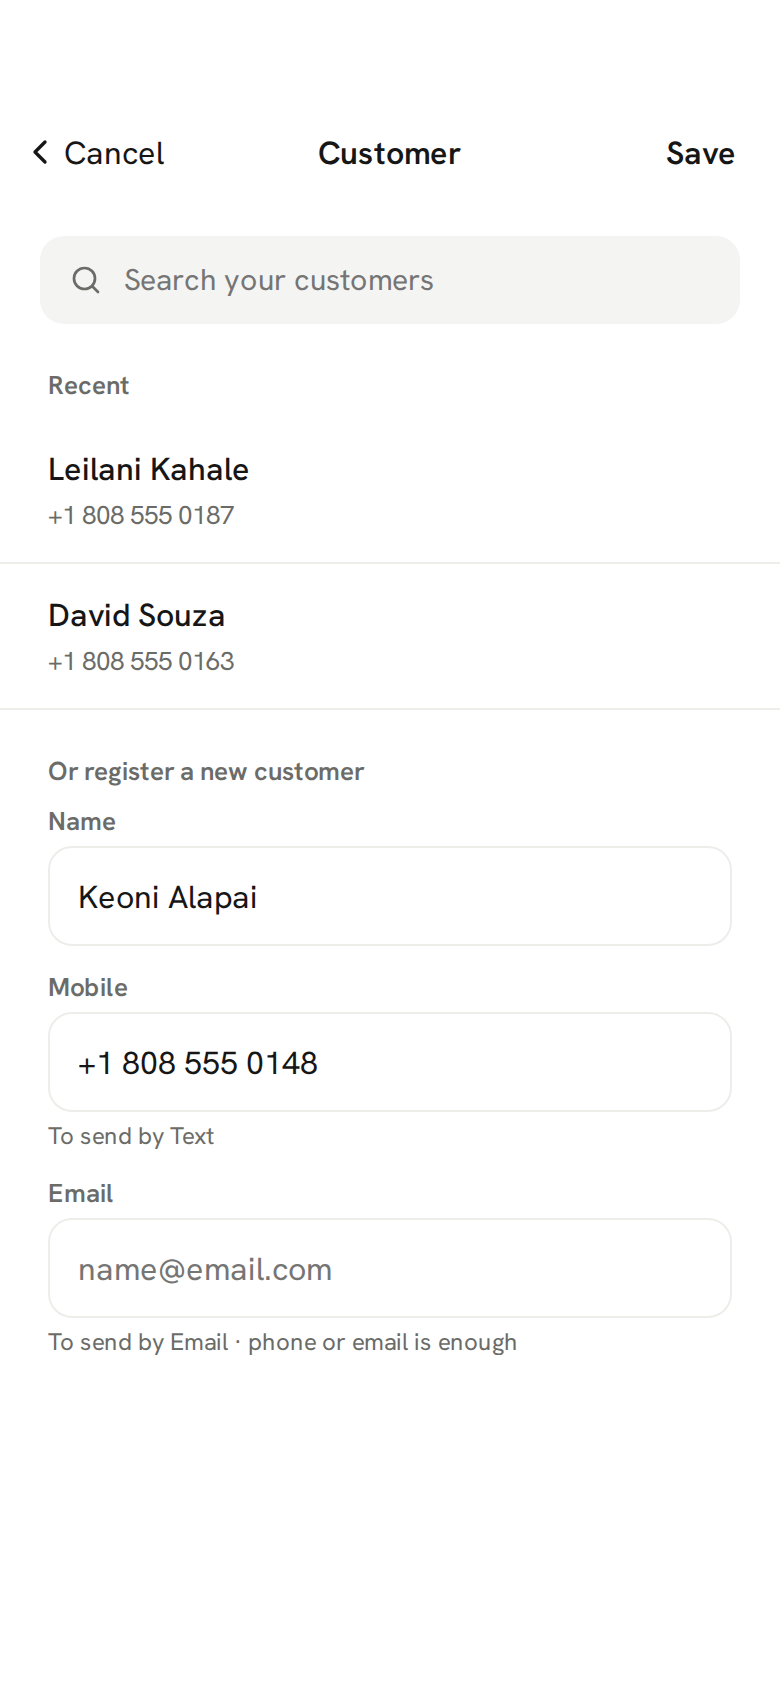 Cancel
Customer
Save
Search your customers
Recent
Leilani Kahale
+1 808 555 0187
David Souza
+1 808 555 0163
Or register a new customer
Name
Keoni Alapai
Mobile
+1 808 555 0148
To send by Text
Email
name@email.com
To send by Email · phone or email is enough